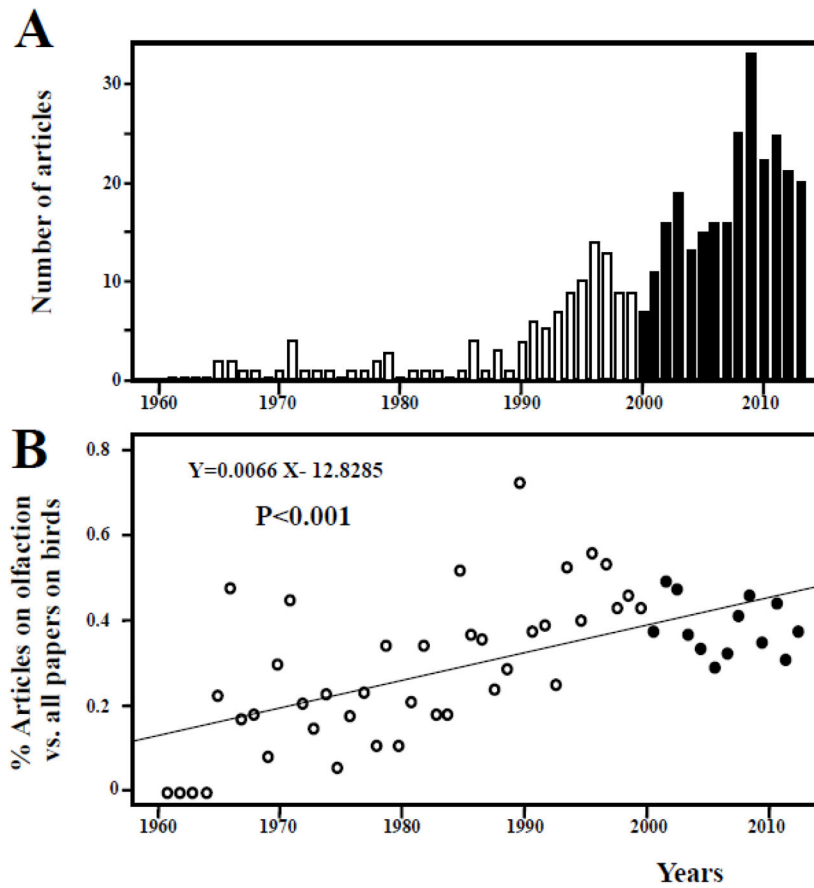 A
Number of articles
30
20
10
0
1960 1970 1980 1990 2000 2010
B
% Articles on olfaction
vs. all papers on birds
0.8
0.6
0.4
0.2
0
Y=0.0066 X- 12.8285
P<0.001
1960 1970 1980 1990 2000 2010
Years